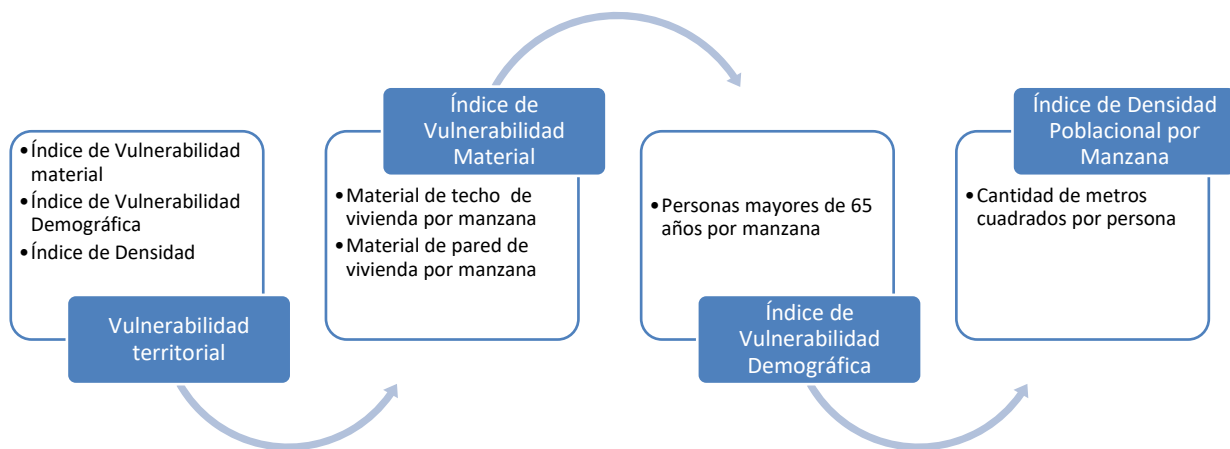 •Índice de Vulnerabilidad
material
•Índice de Vulnerabilidad
Demográfica
•Índice de Densidad
Vulnerabilidad
territorial
Índice de
Vulnerabilidad
Material
•Material de techo de
vivienda por manzana
•Material de pared de
vivienda por manzana
•Personas mayores de 65
años por manzana
Índice de
Vulnerabilidad
Demográfica
Índice de Densidad
Poblacional por
Manzana
•Cantidad de metros
cuadrados por persona